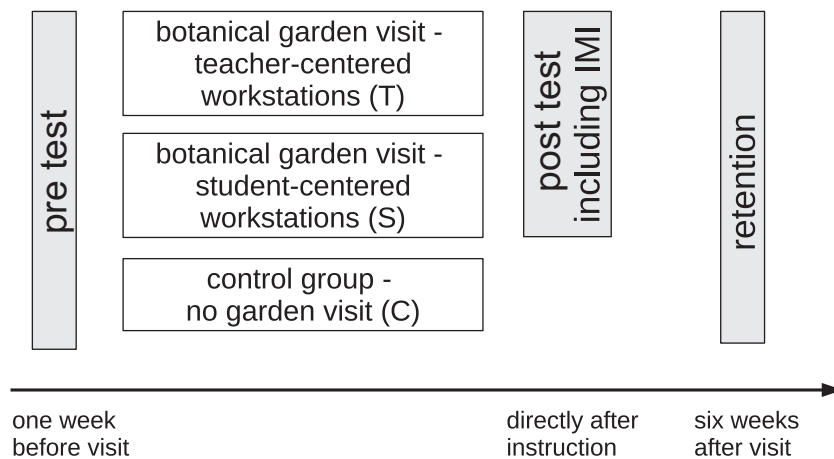 pre test
botanical garden visit -
teacher-centered
workstations (T)
botanical garden visit -
student-centered
workstations (S)
control group -
no garden visit (C)
post test
including IMI
retention
one week
before visit
directly after
instruction
six weeks
after visit